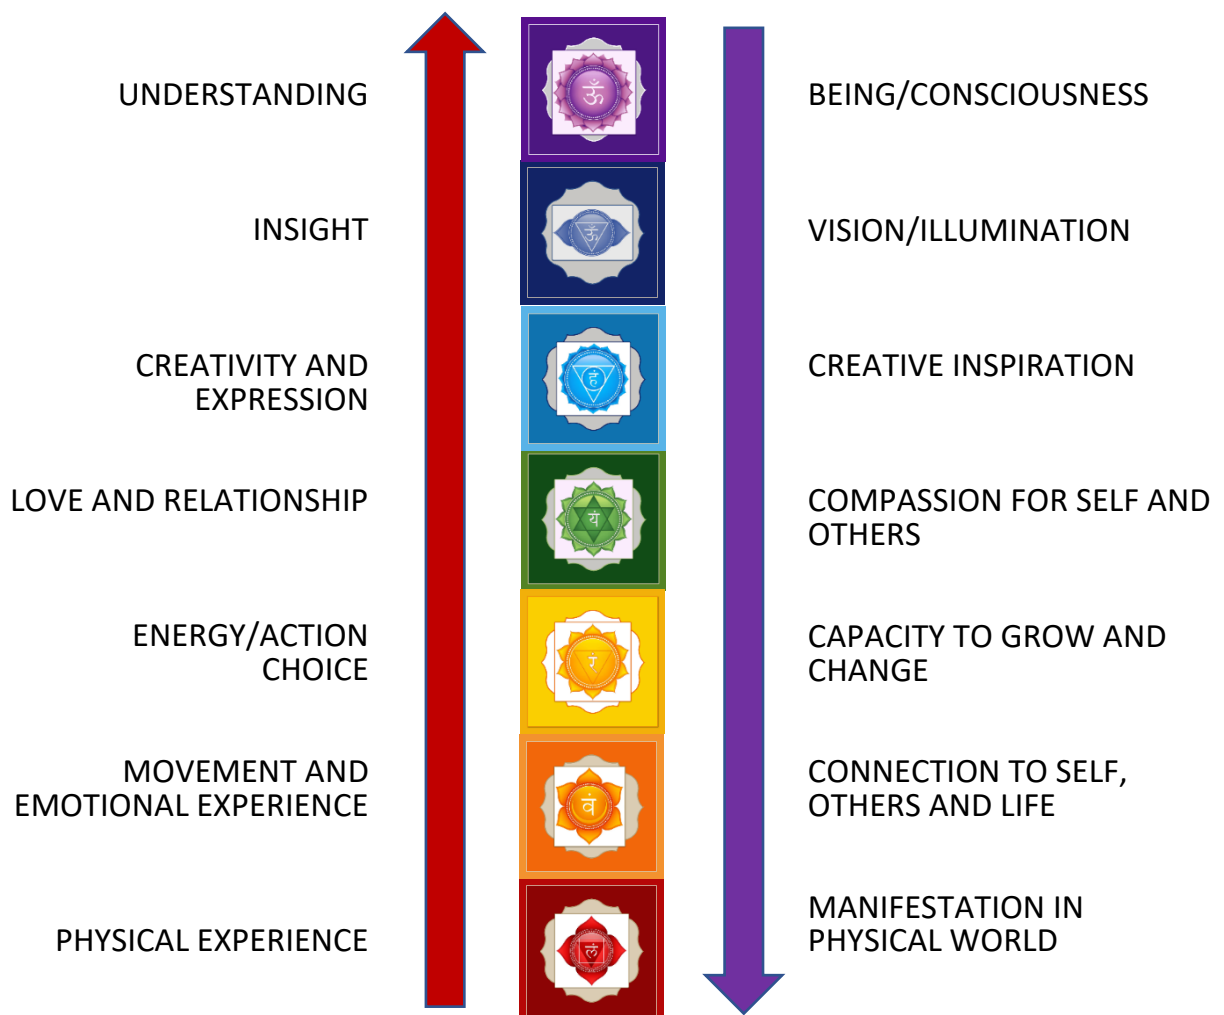 UNDERSTANDING
ॐ
BEING/CONSCIOUSNESS
INSIGHT
ॐ
VISION/ILLUMINATION
CREATIVITY AND
EXPRESSION
हं
CREATIVE INSPIRATION
LOVE AND RELATIONSHIP
यं
COMPASSION FOR SELF AND
OTHERS
ENERGY/ACTION
CHOICE
रं
CAPACITY TO GROW AND
CHANGE
MOVEMENT AND
EMOTIONAL EXPERIENCE
वं
CONNECTION TO SELF,
OTHERS AND LIFE
PHYSICAL EXPERIENCE
लं
MANIFESTATION IN
PHYSICAL WORLD